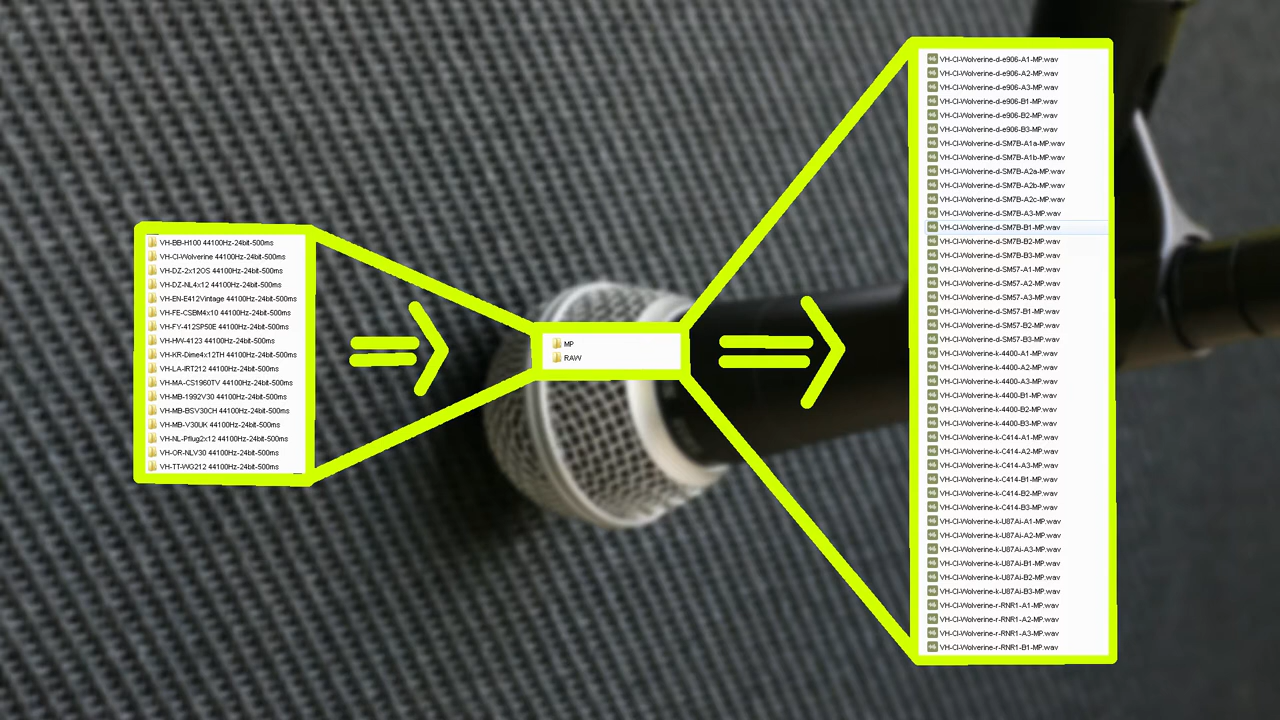 VH-BB-H100 44100Hz-24bit-500ms
VH-CI-Wolverine 44100Hz-24bit-500ms
VH-DZ-2x12OS 44100Hz-24bit-500ms
VH-DZ-NL4x12 44100Hz-24bit-500ms
VH-EN-E412Vintage 44100Hz-24bit-500ms
VH-FE-CSBM4x10 44100Hz-24bit-500ms
VH-FY-412SP50E 44100Hz-24bit-500ms
VH-HW-4123 44100Hz-24bit-500ms
VH-KR-Dime4x12TH 44100Hz-24bit-500ms
VH-LA-IRT212 44100Hz-24bit-500ms
VH-MA-CS1960TV 44100Hz-24bit-500ms
VH-MB-1992V30 44100Hz-24bit-500ms
VH-MB-BSV30CH 44100Hz-24bit-500ms
VH-MB-V30UK 44100Hz-24bit-500ms
VH-NL-Pflug2x12 44100Hz-24bit-500ms
VH-OR-NLV30 44100Hz-24bit-500ms
VH-TT-WG212 44100Hz-24bit-500ms
MP
RAW
VH-CI-Wolverine-d-e906-A1-MP.wav
VH-CI-Wolverine-d-e906-A2-MP.wav
VH-CI-Wolverine-d-e906-A3-MP.wav
VH-CI-Wolverine-d-e906-B1-MP.wav
VH-CI-Wolverine-d-e906-B2-MP.wav
VH-CI-Wolverine-d-e906-B3-MP.wav
VH-CI-Wolverine-d-SM7B-A1a-MP.wav
VH-CI-Wolverine-d-SM7B-A1b-MP.wav
VH-CI-Wolverine-d-SM7B-A2a-MP.wav
VH-CI-Wolverine-d-SM7B-A2b-MP.wav
VH-CI-Wolverine-d-SM7B-A2c-MP.wav
VH-CI-Wolverine-d-SM7B-A3-MP.wav
VH-CI-Wolverine-d-SM7B-B1-MP.wav
VH-CI-Wolverine-d-SM7B-B2-MP.wav
VH-CI-Wolverine-d-SM7B-B3-MP.wav
VH-CI-Wolverine-d-SM57-A1-MP.wav
VH-CI-Wolverine-d-SM57-A2-MP.wav
VH-CI-Wolverine-d-SM57-A3-MP.wav
VH-CI-Wolverine-d-SM57-B1-MP.wav
VH-CI-Wolverine-d-SM57-B2-MP.wav
VH-CI-Wolverine-d-SM57-B3-MP.wav
VH-CI-Wolverine-k-4400-A1-MP.wav
VH-CI-Wolverine-k-4400-A2-MP.wav
VH-CI-Wolverine-k-4400-A3-MP.wav
VH-CI-Wolverine-k-4400-B1-MP.wav
VH-CI-Wolverine-k-4400-B2-MP.wav
VH-CI-Wolverine-k-4400-B3-MP.wav
VH-CI-Wolverine-k-C414-A1-MP.wav
VH-CI-Wolverine-k-C414-A2-MP.wav
VH-CI-Wolverine-k-C414-A3-MP.wav
VH-CI-Wolverine-k-C414-B1-MP.wav
VH-CI-Wolverine-k-C414-B2-MP.wav
VH-CI-Wolverine-k-C414-B3-MP.wav
VH-CI-Wolverine-k-U87Ai-A1-MP.wav
VH-CI-Wolverine-k-U87Ai-A2-MP.wav
VH-CI-Wolverine-k-U87Ai-A3-MP.wav
VH-CI-Wolverine-k-U87Ai-B1-MP.wav
VH-CI-Wolverine-k-U87Ai-B2-MP.wav
VH-CI-Wolverine-k-U87Ai-B3-MP.wav
VH-CI-Wolverine-r-RNR1-A1-MP.wav
VH-CI-Wolverine-r-RNR1-A2-MP.wav
VH-CI-Wolverine-r-RNR1-A3-MP.wav
VH-CI-Wolverine-r-RNR1-B1-MP.wav